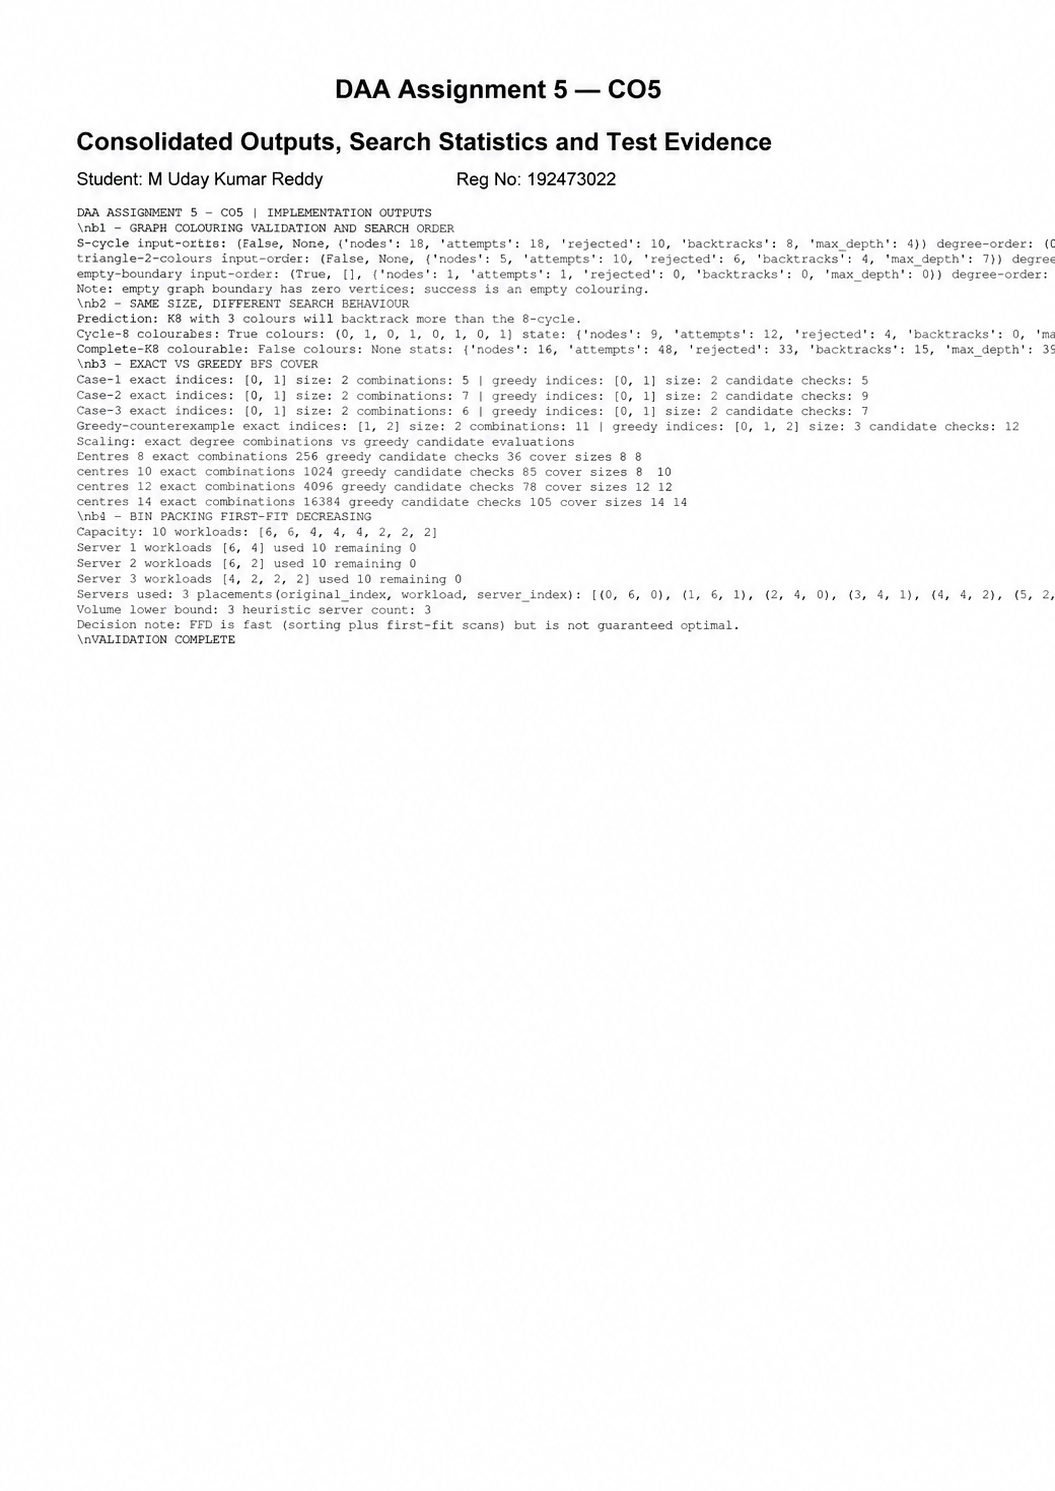 DAA Assignment 5 — CO5
Consolidated Outputs, Search Statistics and Test Evidence
Student: M Uday Kumar Reddy Reg No: 192473022
DAA ASSIGNMENT 5 – CO5 | IMPLEMENTATION OUTPUTS
\nb1 – GRAPH COLOURING VALIDATION AND SEARCH ORDER
S-cycle input-order: (False, None, {'nodes': 18, 'attempts': 18, 'rejected': 10, 'backtracks': 8, 'max_depth': 4}) degree-order: (0
triangle-2-colours input-order: (False, None, {'nodes': 5, 'attempts': 10, 'rejected': 6, 'backtracks': 4, 'max_depth': 7}) degree
empty-boundary input-order: (True, [], {'nodes': 1, 'attempts': 1, 'rejected': 0, 'backtracks': 0, 'max_depth': 0}) degree-order:
Note: empty graph boundary has zero vertices; success is an empty colouring.
\nb2 – SAME SIZE, DIFFERENT SEARCH BEHAVIOUR
Prediction: K8 with 3 colours will backtrack more than the 8-cycle.
Cycle-8 colourabes: True colours: (0, 1, 0, 1, 0, 1, 0, 1] state: {'nodes': 9, 'attempts': 12, 'rejected': 4, 'backtracks': 0, 'ma
Complete-K8 colourable: False colours: None stats: {'nodes': 16, 'attempts': 48, 'rejected': 33, 'backtracks': 15, 'max_depth': 39
\nb3 – EXACT VS GREEDY BFS COVER
Case-1 exact indices: [0, 1] size: 2 combinations: 5 | greedy indices: [0, 1] size: 2 candidate checks: 5
Case-2 exact indices: [0, 1] size: 2 combinations: 7 | greedy indices: [0, 1] size: 2 candidate checks: 9
Case-3 exact indices: [0, 1] size: 2 combinations: 6 | greedy indices: [0, 1] size: 2 candidate checks: 7
Greedy-counterexample exact indices: [1, 2] size: 2 combinations: 11 | greedy indices: [0, 1, 2] size: 3 candidate checks: 12
Scaling: exact degree combinations vs greedy candidate evaluations
Eentres 8 exact combinations 256 greedy candidate checks 36 cover sizes 8 8
centres 10 exact combinations 1024 greedy candidate checks 85 cover sizes 8 10
centres 12 exact combinations 4096 greedy candidate checks 78 cover sizes 12 12
centres 14 exact combinations 16384 greedy candidate checks 105 cover sizes 14 14
\nb4 – BIN PACKING FIRST-FIT DECREASING
Capacity: 10 workloads: [6, 6, 4, 4, 4, 2, 2, 2]
Server 1 workloads [6, 4] used 10 remaining 0
Server 2 workloads [6, 2] used 10 remaining 0
Server 3 workloads [4, 2, 2, 2] used 10 remaining 0
Servers used: 3 placements(original_index, workload, server_index): [(0, 6, 0), (1, 6, 1), (2, 4, 0), (3, 4, 1), (4, 4, 2), (5, 2,
Volume lower bound: 3 heuristic server count: 3
Decision note: FFD is fast (sorting plus first-fit scans) but is not guaranteed optimal.
\nVALIDATION COMPLETE